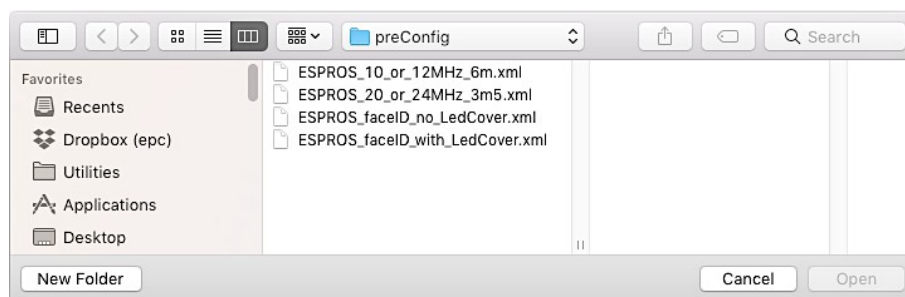 preConfig
Search
Favorites
Recents
Dropbox (epc)
Utilities
Applications
Desktop
ESPROS_10_or_12MHz_6m.xml
ESPROS_20_or_24MHz_3m5.xml
ESPROS_faceID_no_LedCover.xml
ESPROS_faceID_with_LedCover.xml
New Folder
Cancel
Open